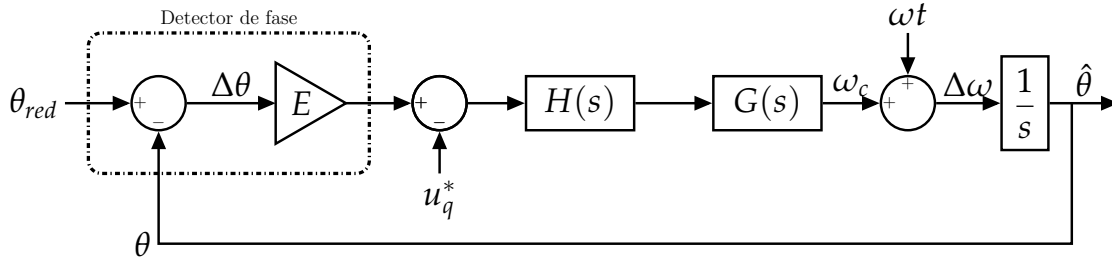 Detector de fase
θ_red
+
−
Δθ
E
+
−
u_q^*
H(s)
G(s)
ω_c
ωt
+
+
Δω
1/s
θ̂
θ